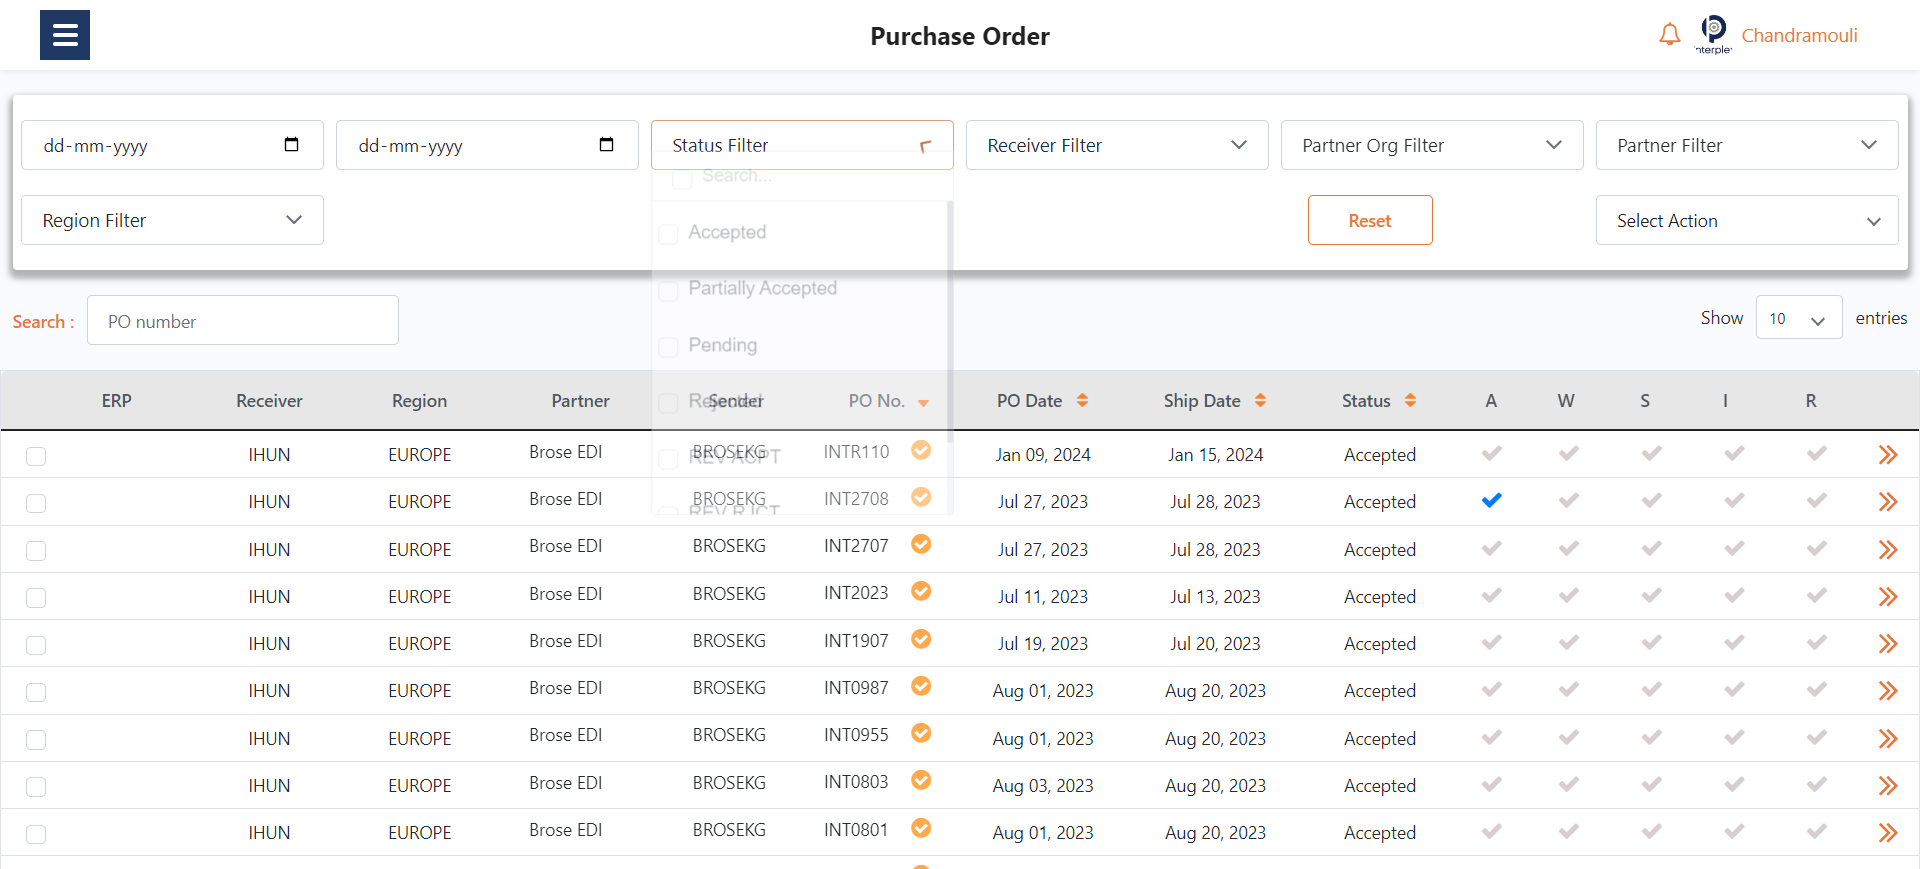 Purchase Order
Chandramouli
dd-mm-yyyy dd-mm-yyyy Status Filter Receiver Filter Partner Org Filter Partner Filter
Search...
Region Filter Reset Select Action
Accepted
Partially Accepted
Search : PO number Show 10 entries
Pending
ERP Receiver Region Partner Sender PO No. PO Date Ship Date Status A W S I R
Rejected
IHUN EUROPE Brose EDI BROSEKG INTR110 Jan 09, 2024 Jan 15, 2024 Accepted
REV ACPT
IHUN EUROPE Brose EDI BROSEKG INT2708 Jul 27, 2023 Jul 28, 2023 Accepted
REV RJCT
IHUN EUROPE Brose EDI BROSEKG INT2707 Jul 27, 2023 Jul 28, 2023 Accepted
IHUN EUROPE Brose EDI BROSEKG INT2023 Jul 11, 2023 Jul 13, 2023 Accepted
IHUN EUROPE Brose EDI BROSEKG INT1907 Jul 19, 2023 Jul 20, 2023 Accepted
IHUN EUROPE Brose EDI BROSEKG INT0987 Aug 01, 2023 Aug 20, 2023 Accepted
IHUN EUROPE Brose EDI BROSEKG INT0955 Aug 01, 2023 Aug 20, 2023 Accepted
IHUN EUROPE Brose EDI BROSEKG INT0803 Aug 03, 2023 Aug 20, 2023 Accepted
IHUN EUROPE Brose EDI BROSEKG INT0801 Aug 01, 2023 Aug 20, 2023 Accepted